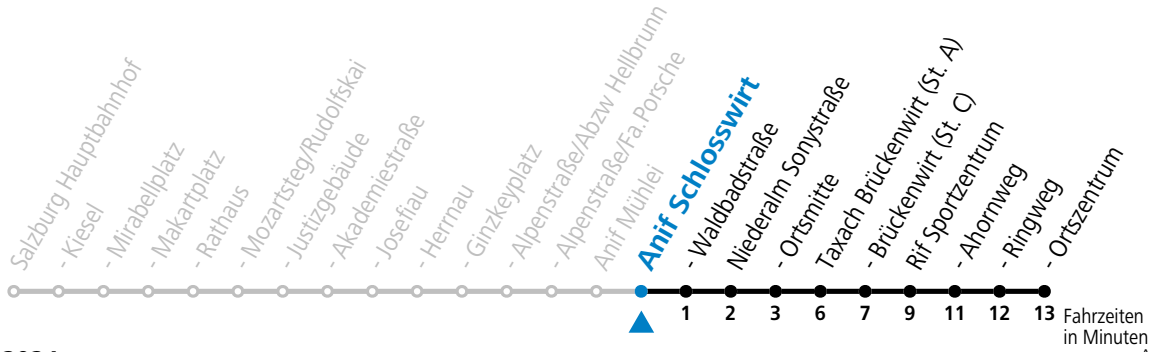 Salzburg Hauptbahnhof
- Kiesel
- Mirabellplatz
- Makartplatz
- Rathaus
- Mozartsteg/Rudolfskai
- Justizgebäude
- Akademiestraße
- Josefiau
- Herrnau
- Ginzkeyplatz
- Alpenstraße/Abzw Hellbrunn
- Alpenstraße/Fa.Porsche
Anif Mühlei
Anif Schlosswirt
- Waldbadstraße
Niederalm Sonystraße
- Ortsmitte
Taxach Brückenwirt (St. A)
- Brückenwirt (St. C)
Rif Sportzentrum
- Ahornweg
- Ringweg
- Ortszentrum
1 2 3 6 7 9 11 12 13 Fahrzeiten
in Minuten